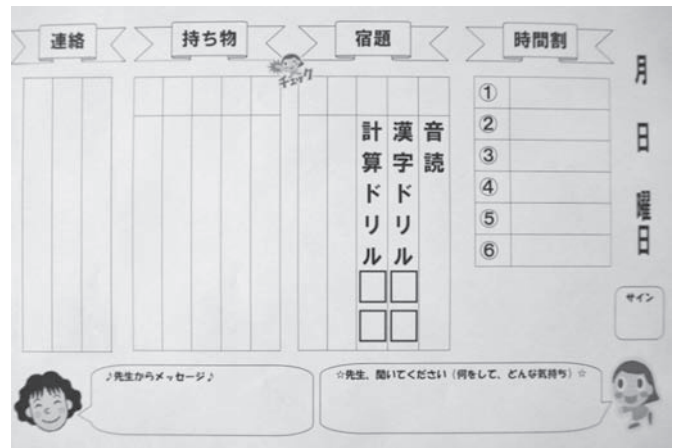 月　日　曜日
サイン
時間割
①
②
③
④
⑤
⑥
宿題
音読
漢字ドリル□□
計算ドリル□□
チェック
持ち物
連絡
♪先生からメッセージ♪
☆先生、聞いてください（何をして、どんな気持ち）☆